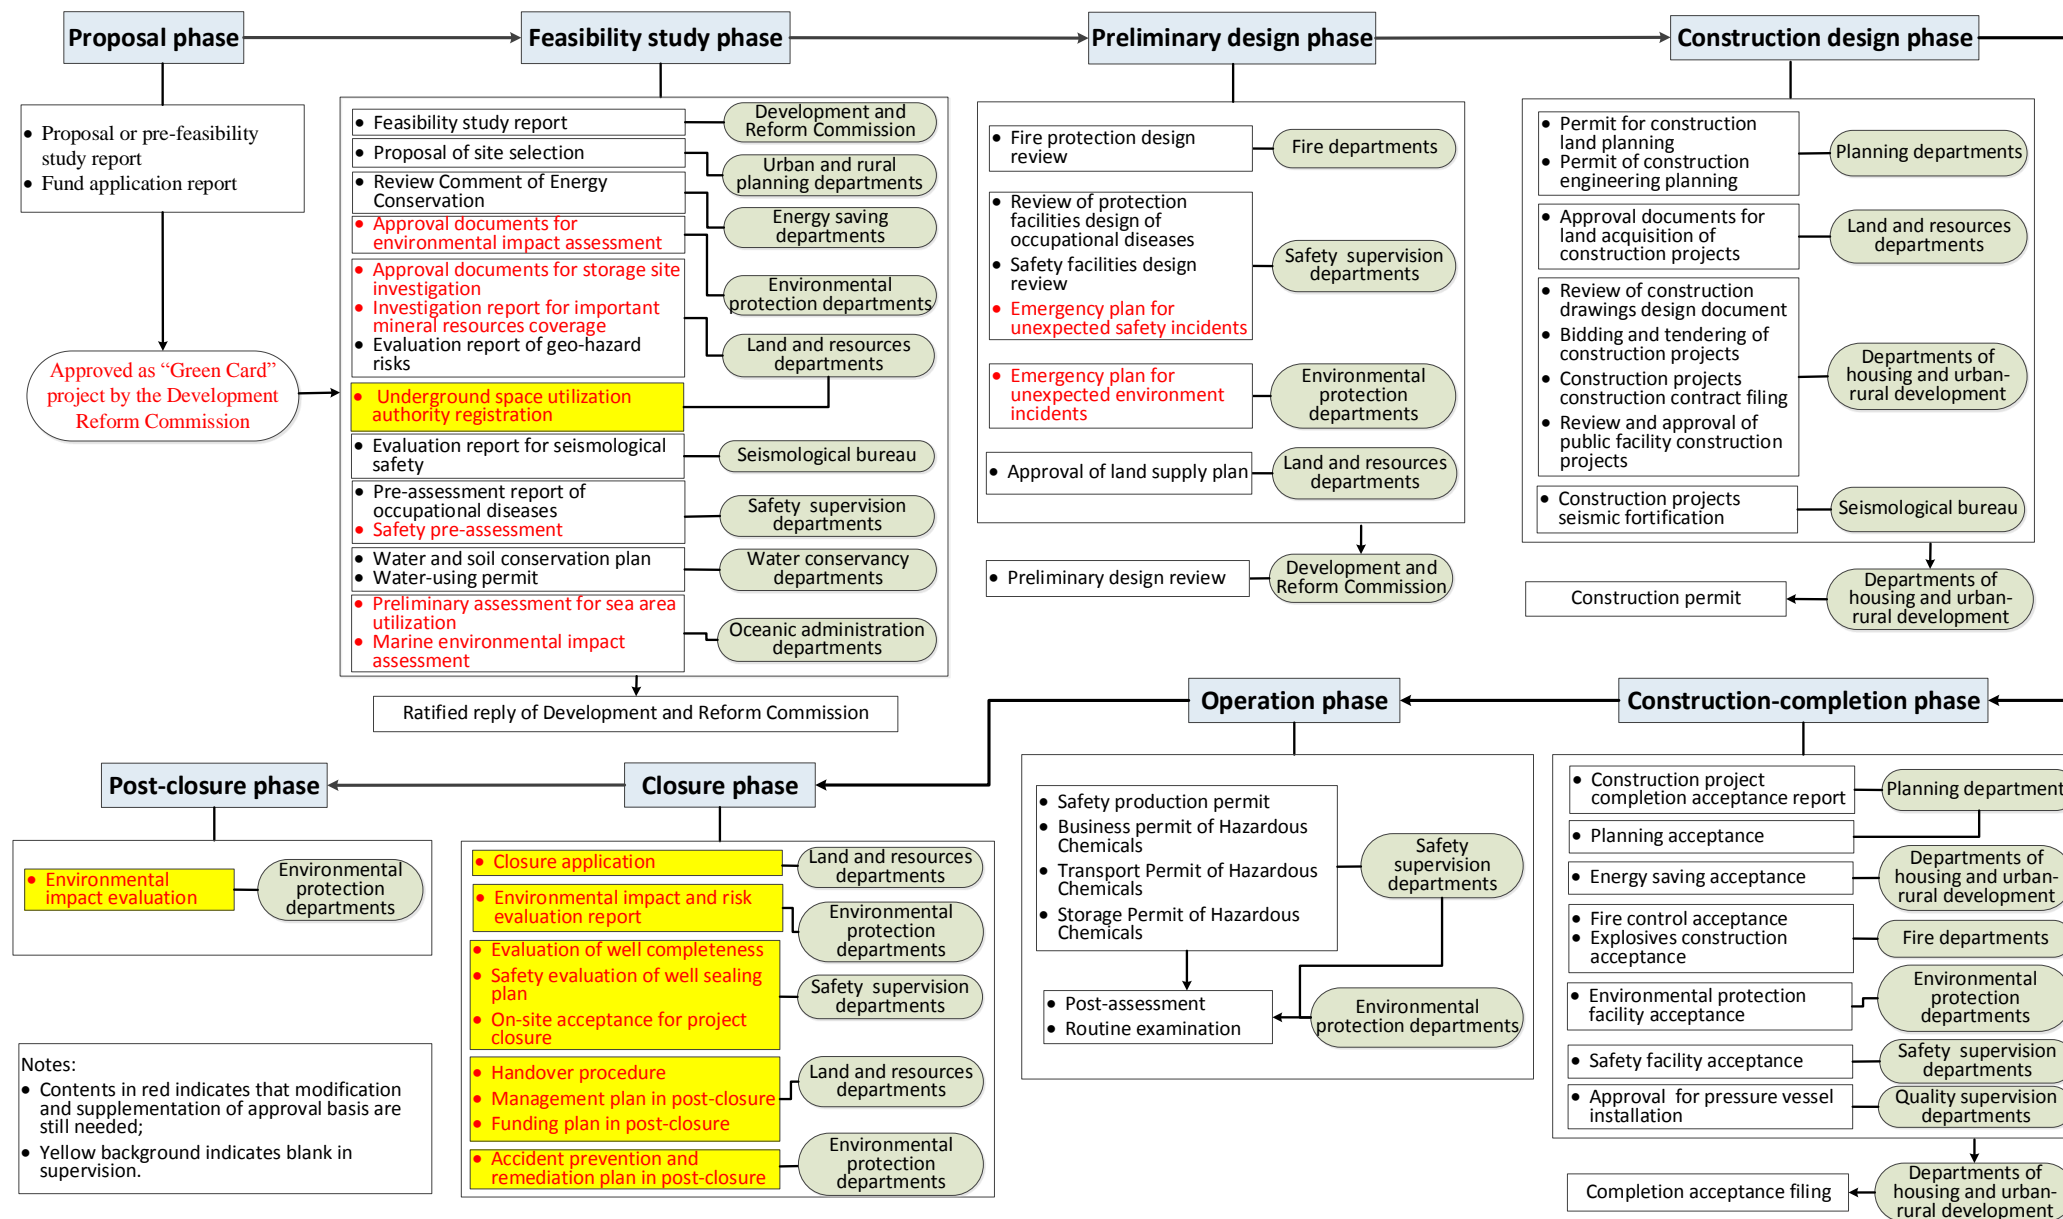 Proposal phase
Feasibility study phase
Preliminary design phase
Construction design phase
• Proposal or pre-feasibility
study report
• Fund application report
Approved as “Green Card”
project by the Development
Reform Commission
• Feasibility study report
Development and
Reform Commission
• Proposal of site selection
Urban and rural
planning departments
• Review Comment of Energy
Conservation
Energy saving
departments
• Approval documents for
environmental impact assessment
Environmental
protection departments
• Approval documents for storage site
investigation
• Investigation report for important
mineral resources coverage
• Evaluation report of geo-hazard
risks
Land and resources
departments
• Underground space utilization
authority registration
• Evaluation report for seismological
safety
Seismological bureau
• Pre-assessment report of
occupational diseases
• Safety pre-assessment
Safety supervision
departments
• Water and soil conservation plan
• Water-using permit
Water conservancy
departments
• Preliminary assessment for sea area
utilization
• Marine environmental impact
assessment
Oceanic administration
departments
Ratified reply of Development and Reform Commission
• Fire protection design
review
Fire departments
• Review of protection
facilities design of
occupational diseases
• Safety facilities design
review
• Emergency plan for
unexpected safety incidents
Safety supervision
departments
• Emergency plan for
unexpected environment
incidents
Environmental
protection
departments
• Approval of land supply plan
Land and resources
departments
• Preliminary design review
Development and
Reform Commission
• Permit for construction
land planning
• Permit of construction
engineering planning
Planning departments
• Approval documents for
land acquisition of
construction projects
Land and resources
departments
• Review of construction
drawings design document
• Bidding and tendering of
construction projects
• Construction projects
construction contract filing
• Review and approval of
public facility construction
projects
Departments of
housing and urban-
rural development
• Construction projects
seismic fortification
Seismological bureau
Construction permit
Departments of
housing and urban-
rural development
Post-closure phase
Closure phase
Operation phase
Construction-completion phase
• Environmental
impact evaluation
Environmental
protection
departments
Notes:
• Contents in red indicates that modification
and supplementation of approval basis are
still needed;
• Yellow background indicates blank in
supervision.
• Closure application
Land and resources
departments
• Environmental impact and risk
evaluation report
Environmental
protection
departments
• Evaluation of well completeness
• Safety evaluation of well sealing
plan
• On-site acceptance for project
closure
Safety supervision
departments
• Handover procedure
• Management plan in post-closure
• Funding plan in post-closure
Land and resources
departments
• Accident prevention and
remediation plan in post-closure
Environmental
protection
departments
• Safety production permit
• Business permit of Hazardous
Chemicals
• Transport Permit of Hazardous
Chemicals
• Storage Permit of Hazardous
Chemicals
Safety
supervision
departments
• Post-assessment
• Routine examination
Environmental
protection departments
• Construction project
completion acceptance report
Planning department
• Planning acceptance
• Energy saving acceptance
Departments of
housing and urban-
rural development
• Fire control acceptance
• Explosives construction
acceptance
Fire departments
• Environmental protection
facility acceptance
Environmental
protection
departments
• Safety facility acceptance
Safety supervision
departments
• Approval for pressure vessel
installation
Quality supervision
departments
Completion acceptance filing
Departments of
housing and urban-
rural development